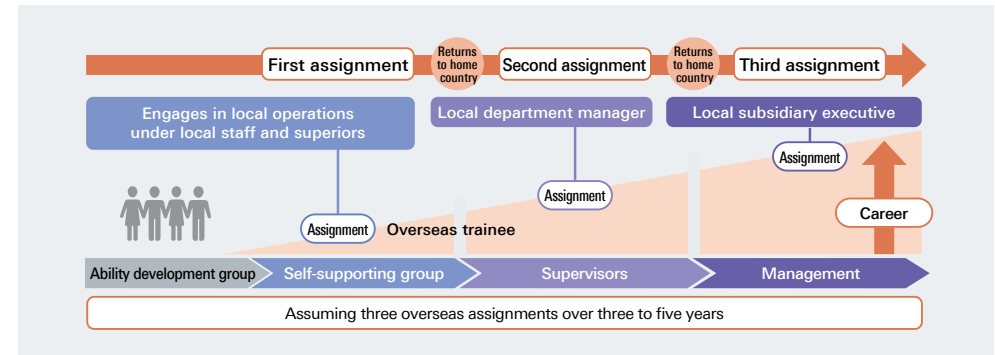 First assignment
Returns
to home
country
Second assignment
Returns
to home
country
Third assignment
Engages in local operations
under local staff and superiors
Local department manager
Local subsidiary executive
Assignment
Assignment
Assignment
Overseas trainee
Career
Ability development group
Self-supporting group
Supervisors
Management
Assuming three overseas assignments over three to five years